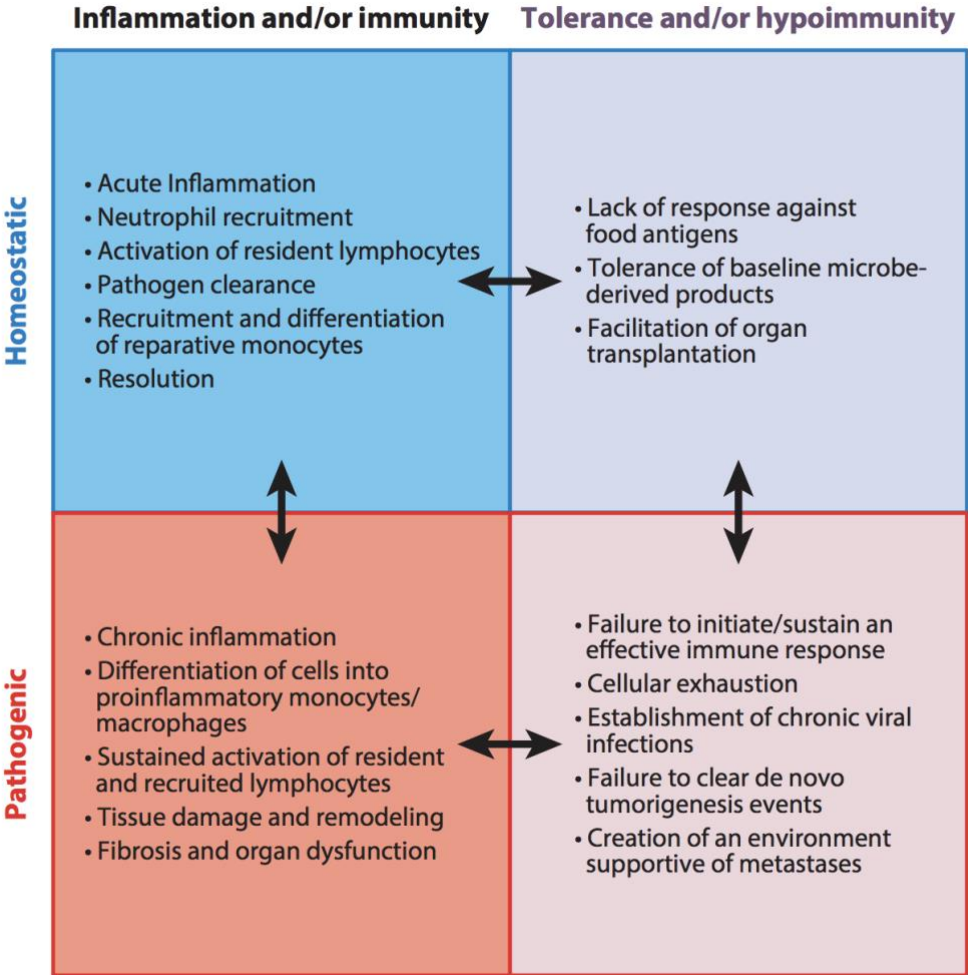 Inflammation and/or immunity
Tolerance and/or hypoimmunity
Homeostatic
• Acute Inflammation
• Neutrophil recruitment
• Activation of resident lymphocytes
• Pathogen clearance
• Recruitment and differentiation
of reparative monocytes
• Resolution
• Lack of response against
food antigens
• Tolerance of baseline microbe-
derived products
• Facilitation of organ
transplantation
Pathogenic
• Chronic inflammation
• Differentiation of cells into
proinflammatory monocytes/
macrophages
• Sustained activation of resident
and recruited lymphocytes
• Tissue damage and remodeling
• Fibrosis and organ dysfunction
• Failure to initiate/sustain an
effective immune response
• Cellular exhaustion
• Establishment of chronic viral
infections
• Failure to clear de novo
tumorigenesis events
• Creation of an environment
supportive of metastases